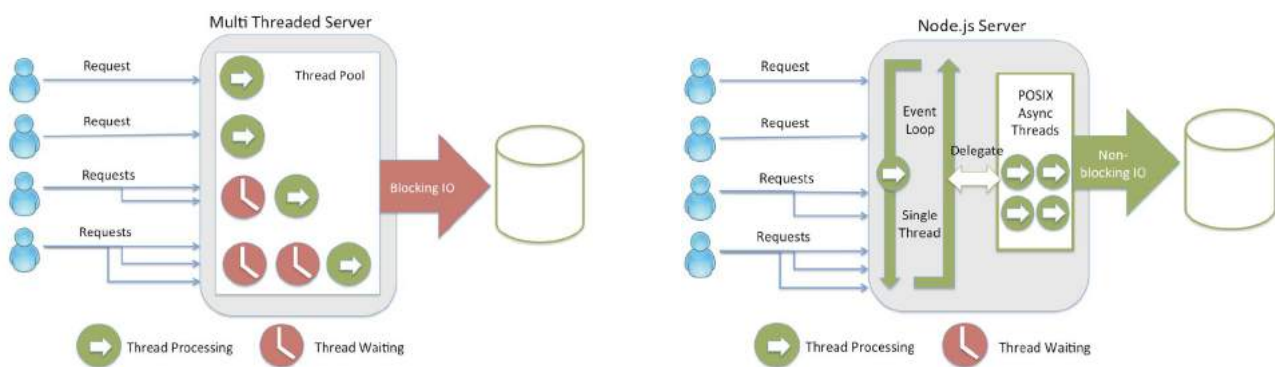 Multi Threaded Server
Request
Thread Pool
Request
Requests
Blocking IO
Requests
Thread Processing
Thread Waiting
Node.js Server
Request
Event
Loop
POSIX
Async
Threads
Request
Delegate
Requests
Non-
blocking IO
Single
Thread
Requests
Thread Processing
Thread Waiting